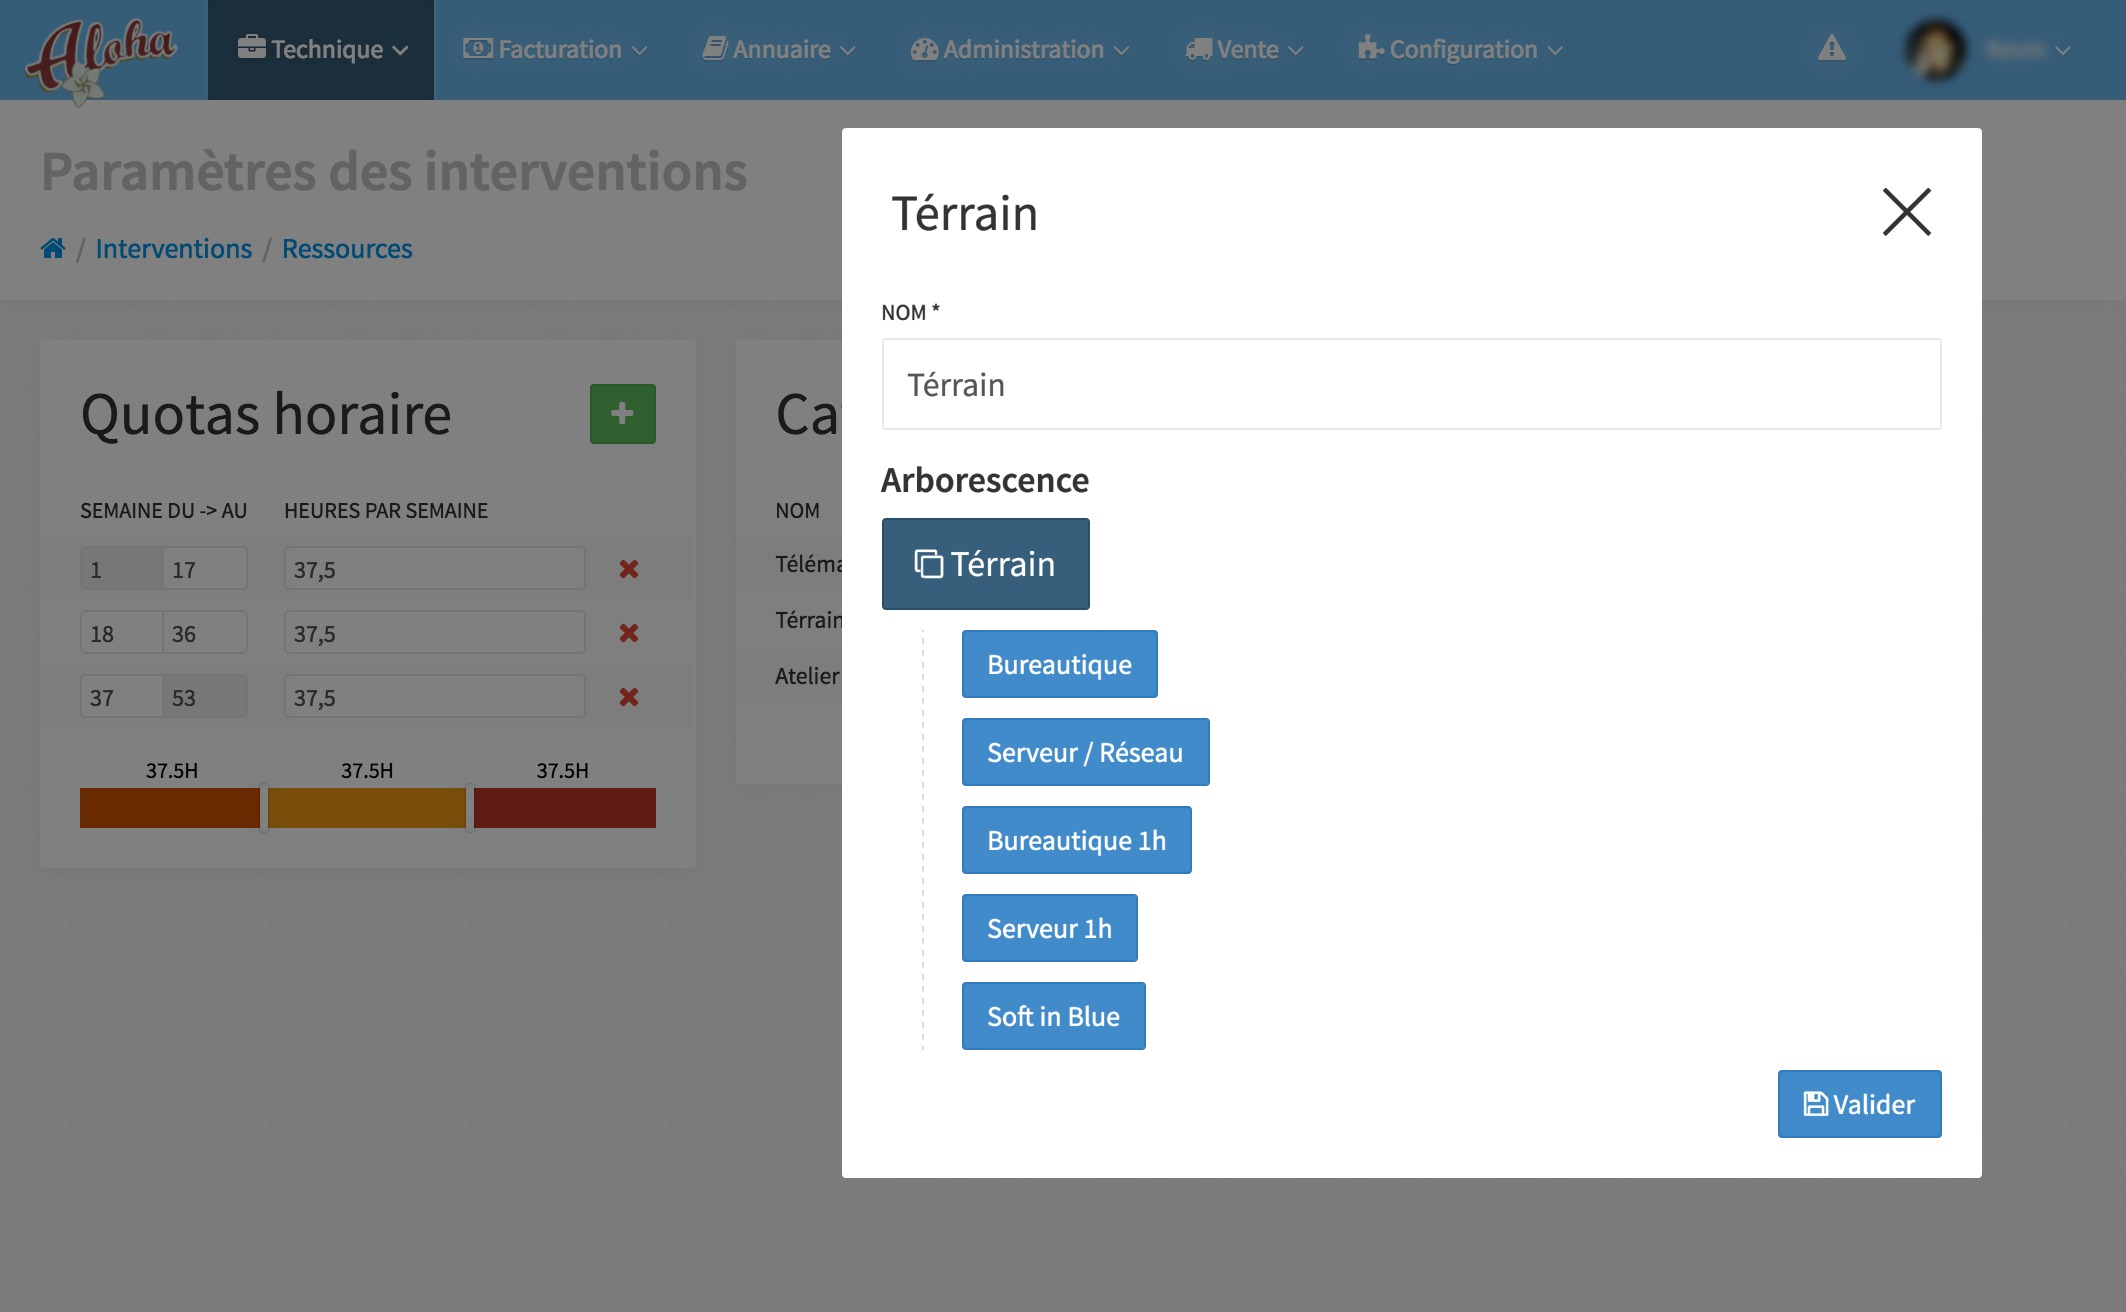 Aloha
Technique
Facturation
Annuaire
Administration
Vente
Configuration
Paramètres des interventions
/ Interventions / Ressources
Quotas horaire
SEMAINE DU -> AU HEURES PAR SEMAINE
1 17 37,5
18 36 37,5
37 53 37,5
37.5H 37.5H 37.5H
NOM
Térrain
Atelier
Térrain
NOM *
Térrain
Arborescence
Térrain
Bureautique
Serveur / Réseau
Bureautique 1h
Serveur 1h
Soft in Blue
Valider